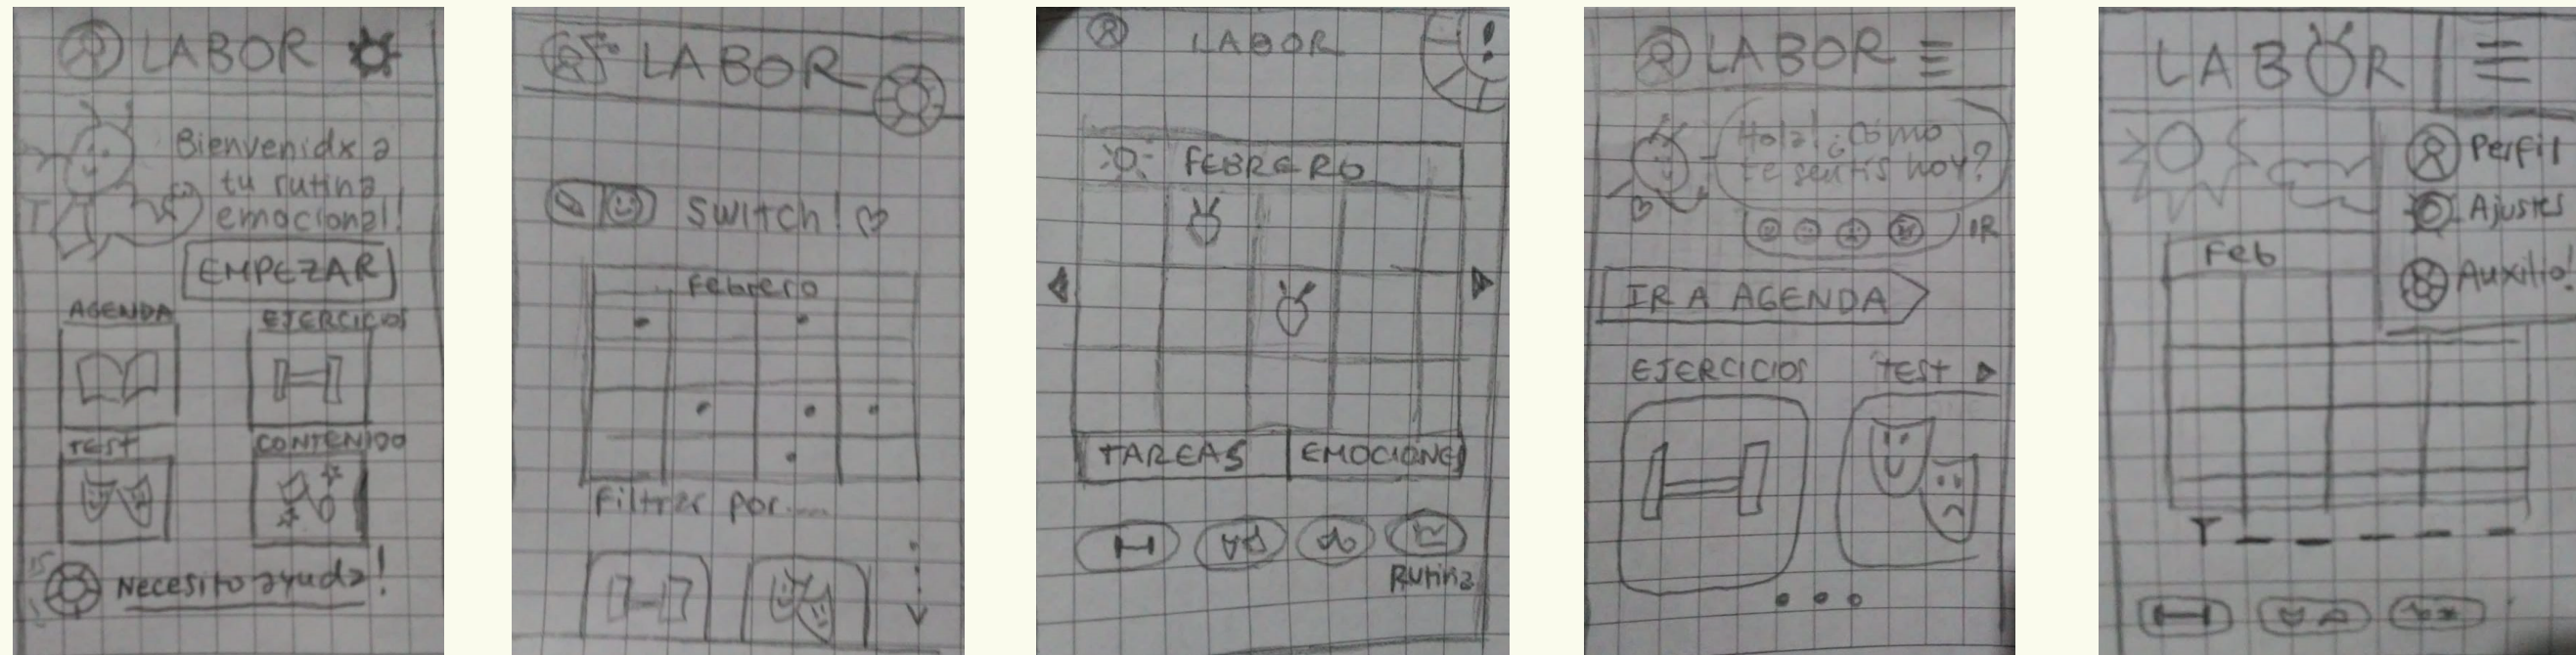 LABOR
Bienvenidx a
tu rutina
emocional!
EMPEZAR
AGENDA
EJERCICIOS
TEST
CONTENIDO
Necesito ayuda!
LABOR
Switch!
Febrero
Filtrar por....
LABOR
!
FEBRERO
TAREAS
EMOCIONES
Rutina
LABOR
Hola! ¿Cómo
te sentís hoy?
IR
IR A AGENDA
EJERCICIOS
TEST
LABOR
Perfil
Ajustes
Auxilio!
Feb
T